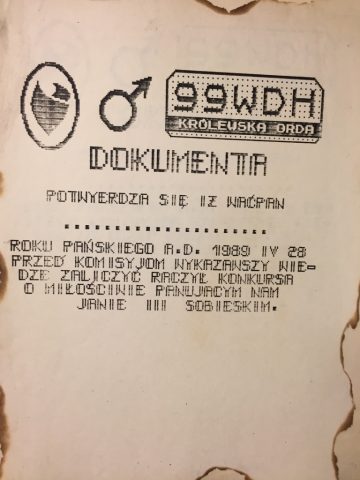 99WDH
KRÓLEWSKA ORDA
DOKUMENTA
POTWYERDZA SIĘ IZ WAĆPAN
.....................
ROKU PAŃSKIEGO A.D. 1989 IV 28
PRZED KOMISYJOM WYKAZAWSZY WIE-
DZE ZALICZYĆ RACZYŁ KONKURSA
O MIŁOŚCIWIE PANUJĄCYM NAM
JANIE III SOBIESKIM.